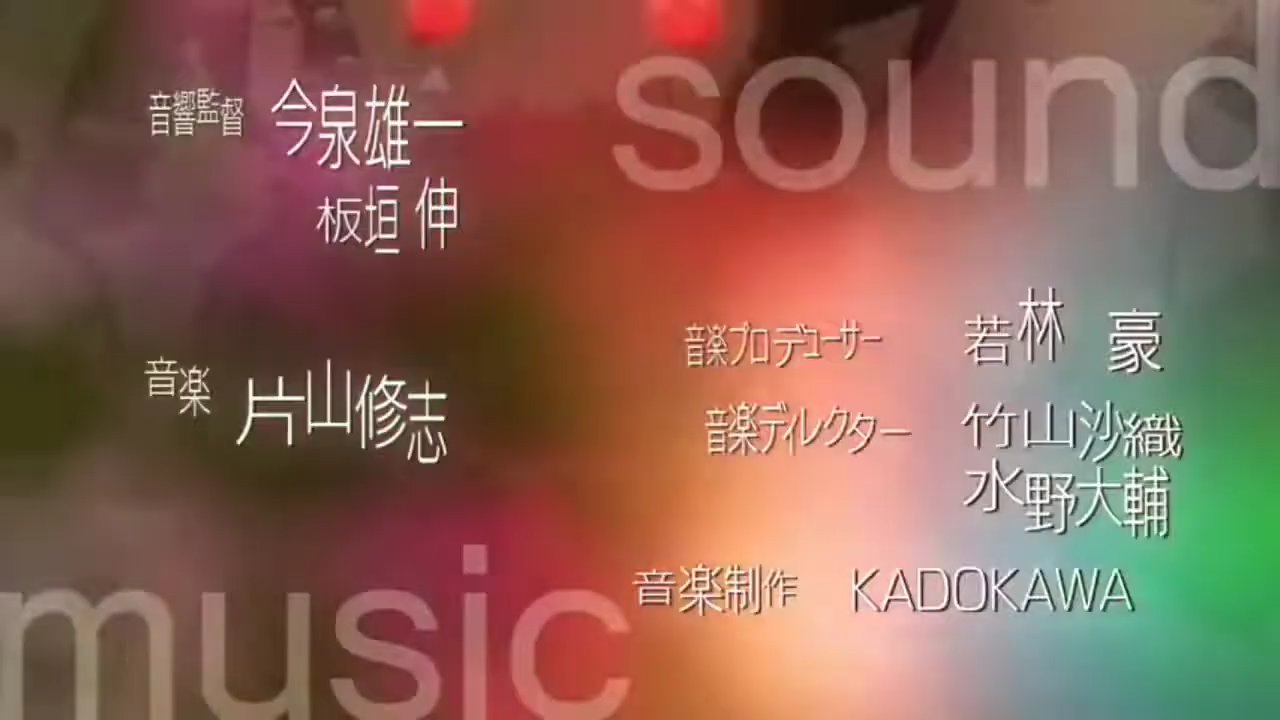 sound
音響監督 今泉雄一
板垣 伸
音楽 片山修志
音楽プロデューサー 若林 豪
音楽ディレクター 竹山沙織
水野大輔
音楽制作 KADOKAWA
music